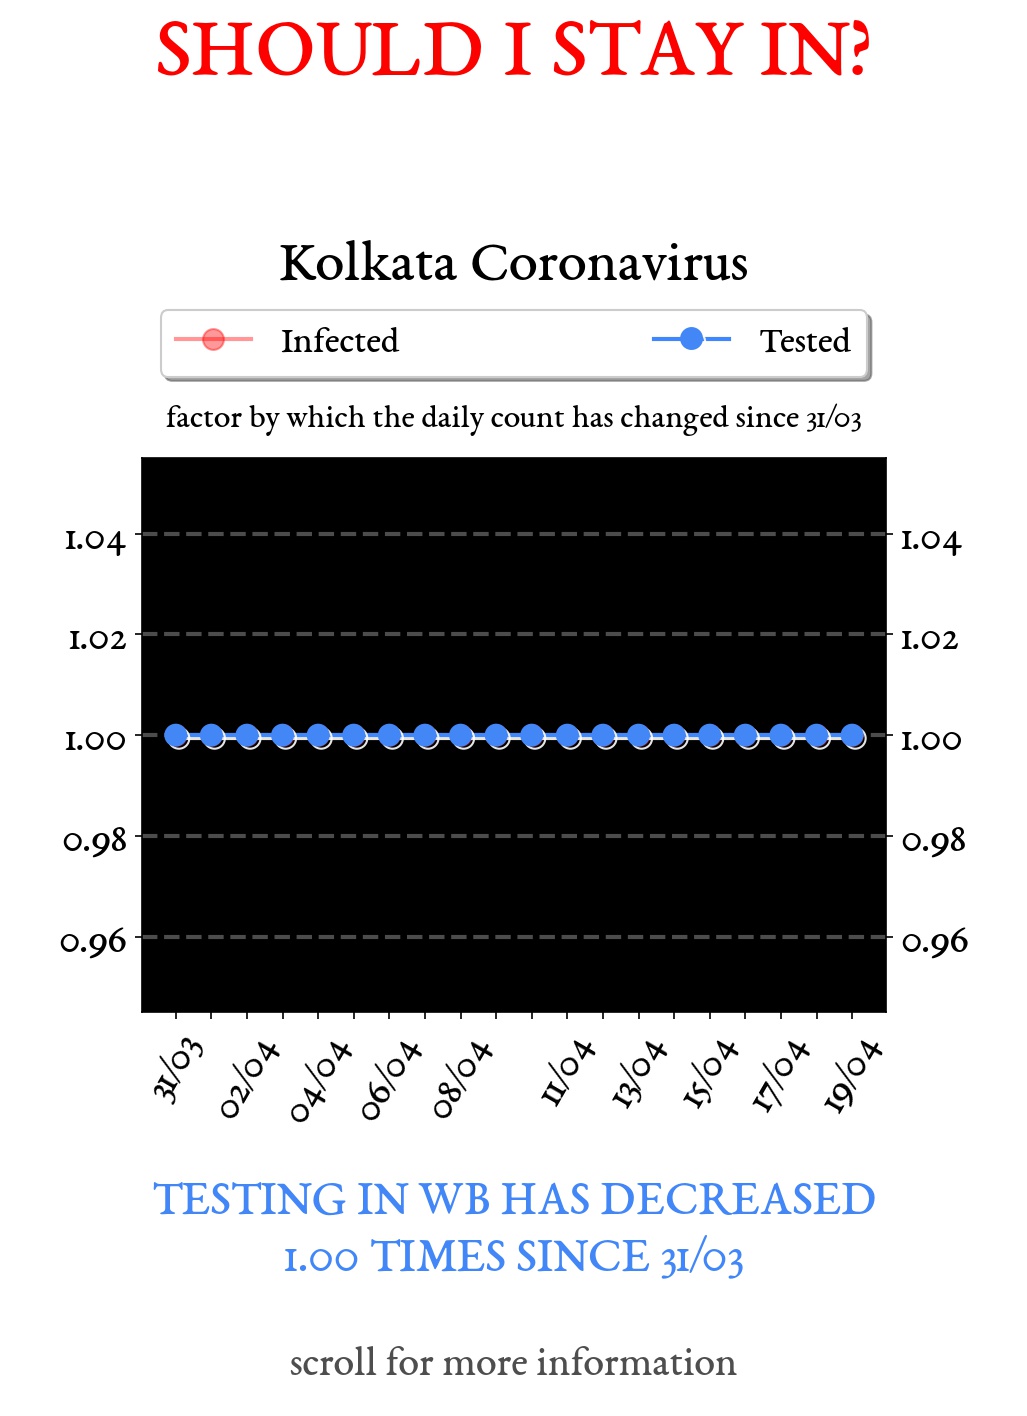 SHOULD I STAY IN?
Kolkata Coronavirus
Infected Tested
factor by which the daily count has changed since 31/03
1.04 1.04
1.02 1.02
1.00 1.00
0.98 0.98
0.96 0.96
31/03 02/04 04/04 06/04 08/04 11/04 13/04 15/04 17/04 19/04
TESTING IN WB HAS DECREASED
1.00 TIMES SINCE 31/03
scroll for more information